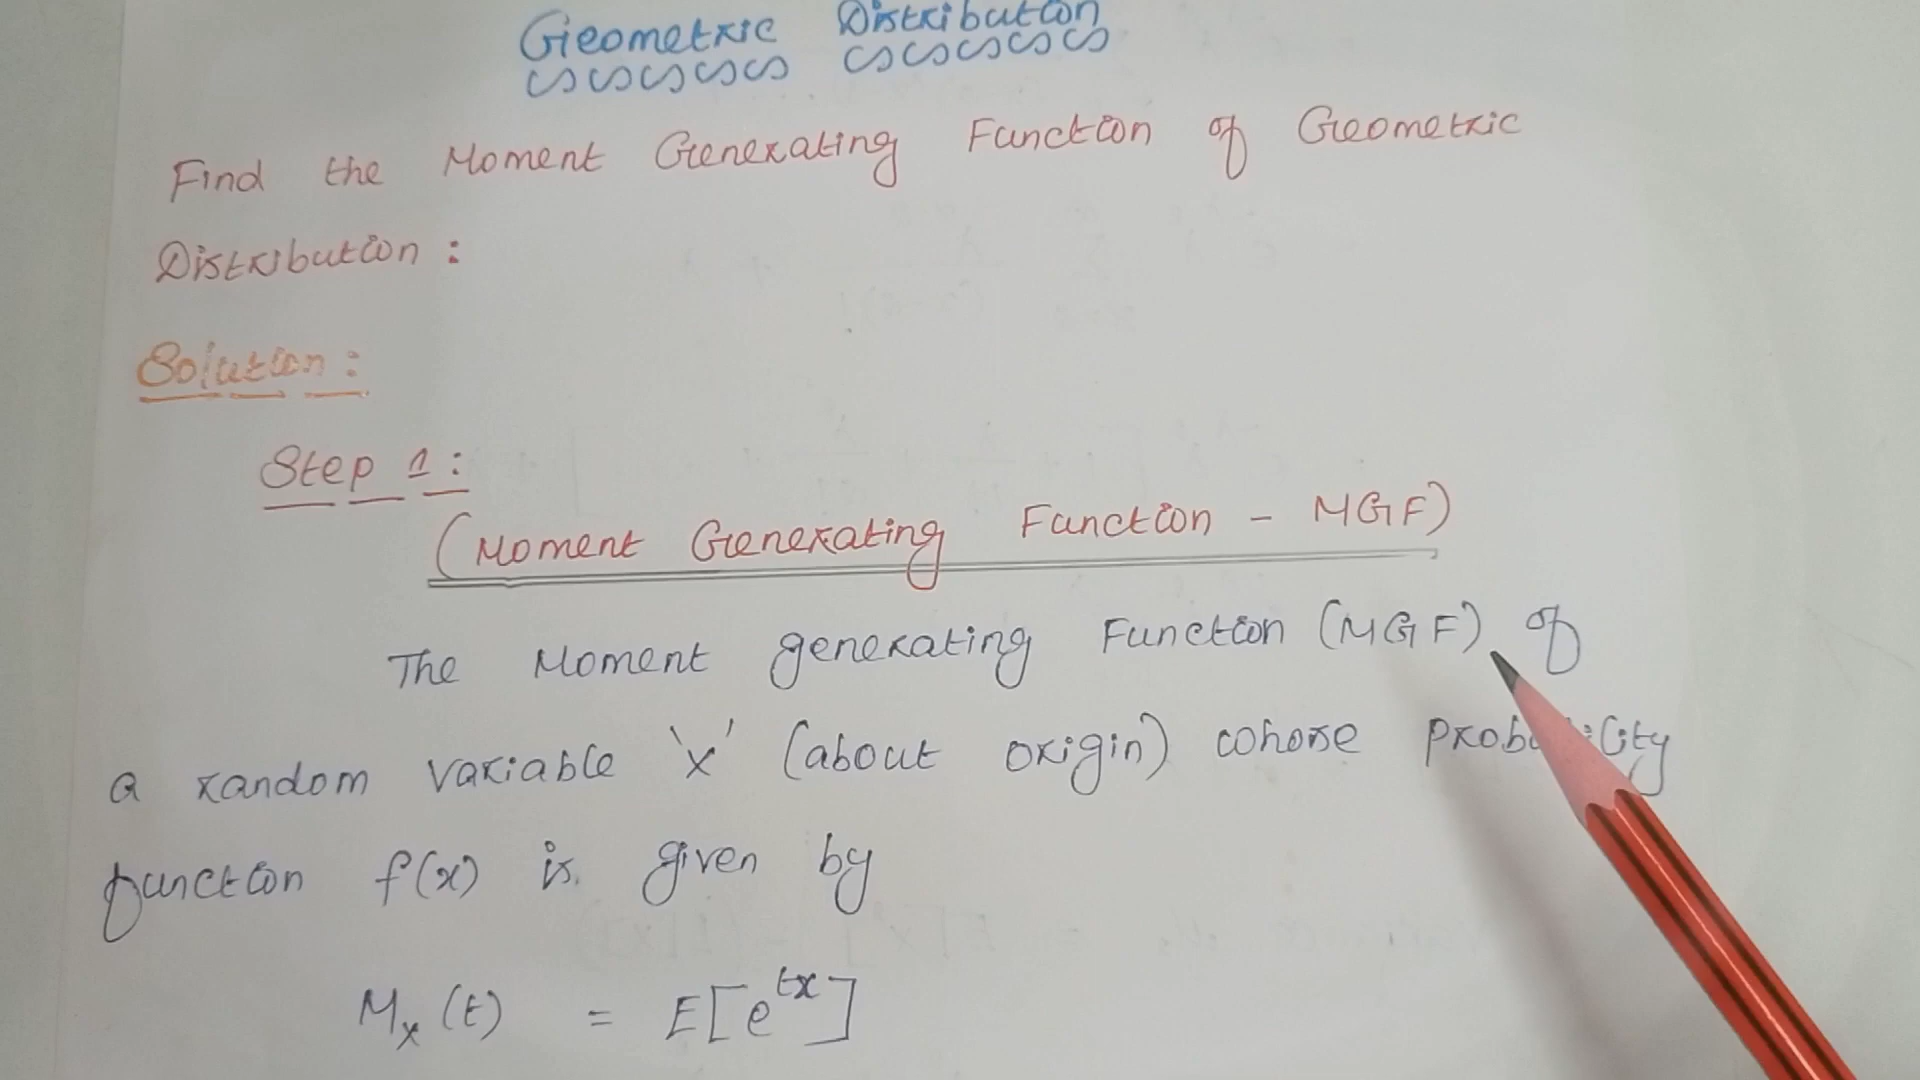 Geometric Distribution
Find the Moment Generating Function of Geometric
Distribution :
Solution :
Step 1 :
(Moment Generating Function - MGF)
The Moment generating Function (MGF) of
a random variable 'x' (about origin) whose
function f(x) is given by
Mx (t) = E[e^tx]